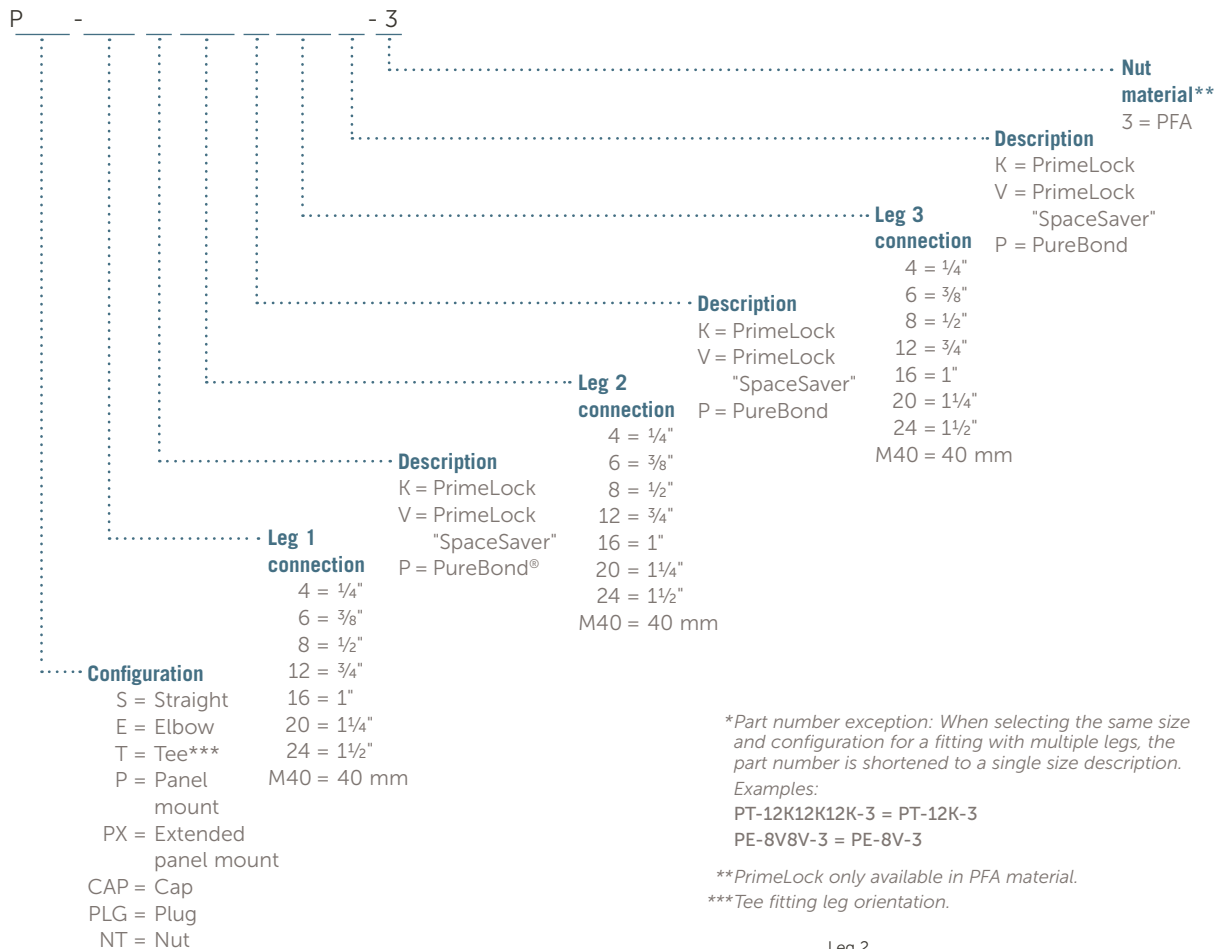 P - - 3
Nut
material**
3 = PFA
Description
K = PrimeLock
V = PrimeLock
"SpaceSaver"
P = PureBond
Leg 3
connection
4 = ¼"
6 = ⅜"
8 = ½"
12 = ¾"
16 = 1"
20 = 1¼"
24 = 1½"
M40 = 40 mm
Description
K = PrimeLock
V = PrimeLock
"SpaceSaver"
P = PureBond
Leg 2
connection
4 = ¼"
6 = ⅜"
8 = ½"
12 = ¾"
16 = 1"
20 = 1¼"
24 = 1½"
M40 = 40 mm
Description
K = PrimeLock
V = PrimeLock
"SpaceSaver"
P = PureBond®
Leg 1
connection
4 = ¼"
6 = ⅜"
8 = ½"
12 = ¾"
16 = 1"
20 = 1¼"
24 = 1½"
M40 = 40 mm
Configuration
S = Straight
E = Elbow
T = Tee***
P = Panel
mount
PX = Extended
panel mount
CAP = Cap
PLG = Plug
NT = Nut
*Part number exception: When selecting the same size
and configuration for a fitting with multiple legs, the
part number is shortened to a single size description.
Examples:
PT-12K12K12K-3 = PT-12K-3
PE-8V8V-3 = PE-8V-3
**PrimeLock only available in PFA material.
***Tee fitting leg orientation.
Leg 2